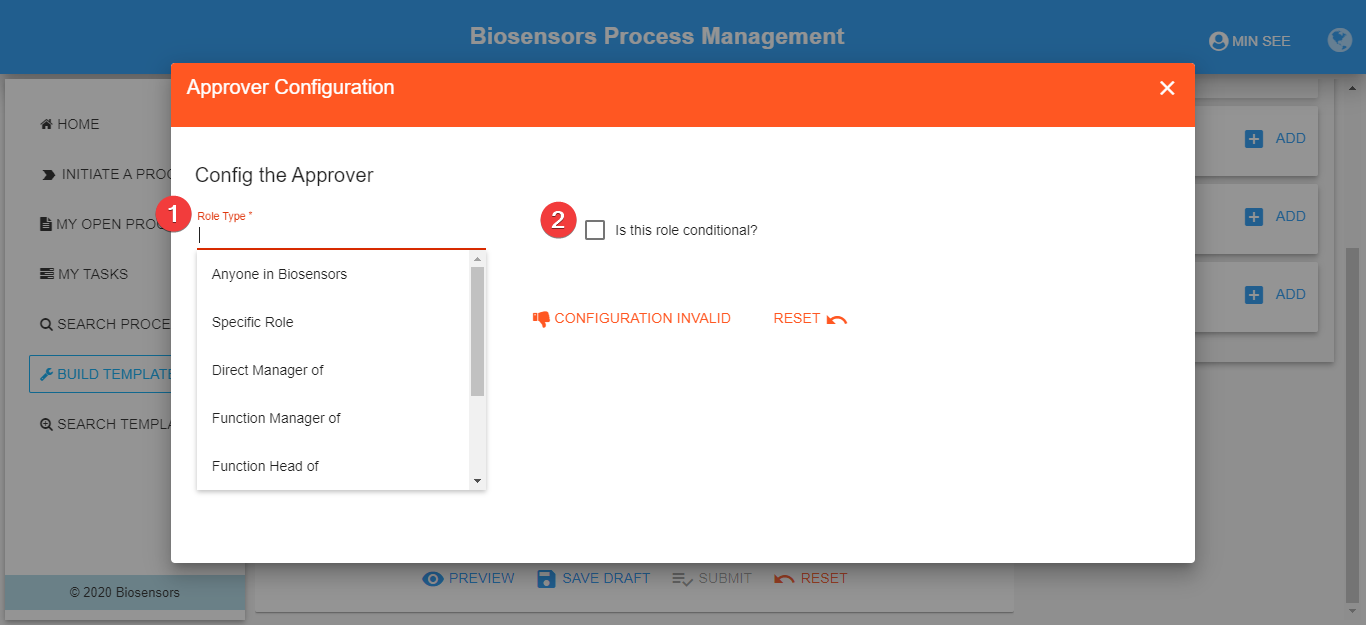 Biosensors Process Management
MIN SEE
Approver Configuration
HOME
ADD
INITIATE A PRO
Config the Approver
1
Role Type *
2
Is this role conditional?
MY OPEN PRO
ADD
MY TASKS
Anyone in Biosensors
SEARCH PROCE
Specific Role
CONFIGURATION INVALID
RESET
ADD
BUILD TEMPLATE
Direct Manager of
SEARCH TEMPLA
Function Manager of
Function Head of
PREVIEW
SAVE DRAFT
SUBMIT
RESET
© 2020 Biosensors